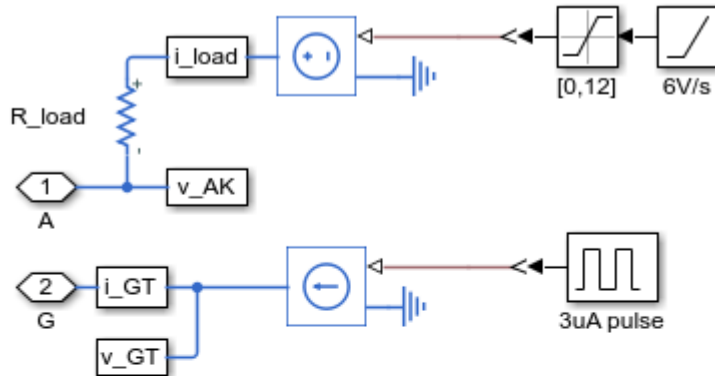 i_load
[0,12]
6V/s
R_load
+
-
+ -
1
A
v_AK
2
G
i_GT
v_GT
3uA pulse